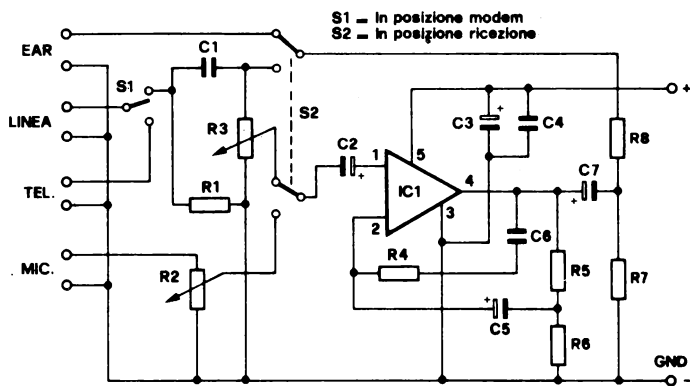 S1 = In posizione modem
S2 = In posizione ricezione
EAR
C1
S1
+
S2
LINEA
R3
C2
+
1
5
+
C3
C4
R8
IC1
4
C7
+
TEL.
R1
2
3
C6
R4
R5
R7
MIC.
R2
+
C5
R6
GND
-